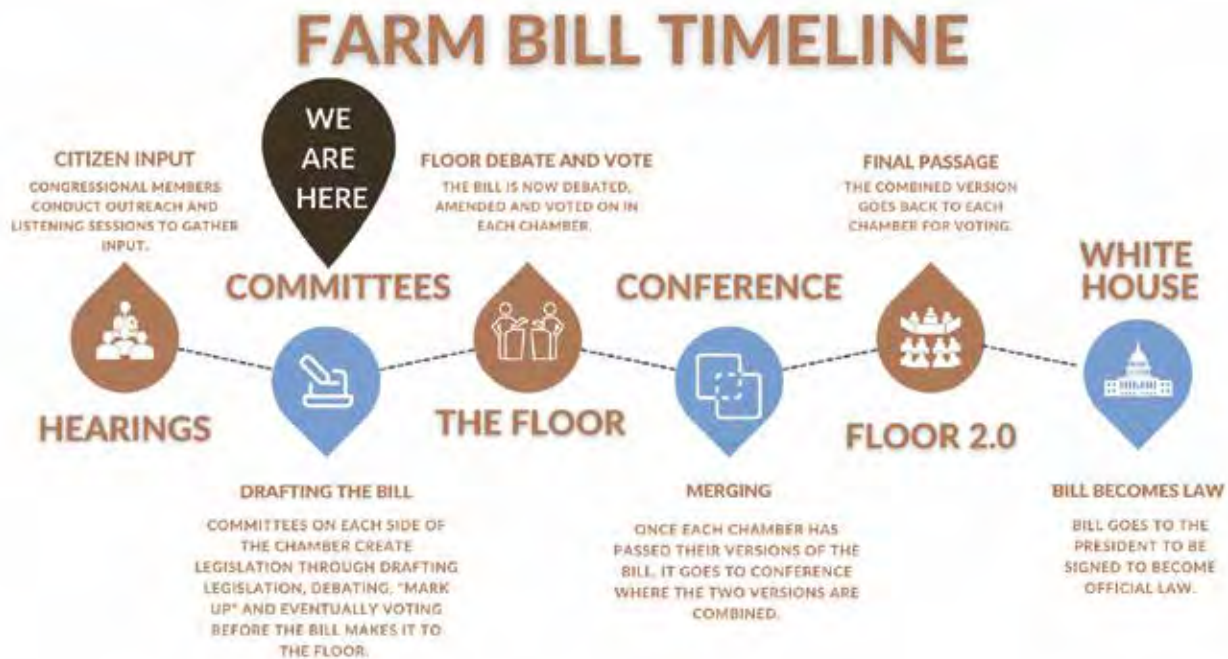 FARM BILL TIMELINE
WE
ARE
HERE
CITIZEN INPUT
CONGRESSIONAL MEMBERS
CONDUCT OUTREACH AND
LISTENING SESSIONS TO GATHER
INPUT.
HEARINGS
COMMITTEES
DRAFTING THE BILL
COMMITTEES ON EACH SIDE OF
THE CHAMBER CREATE
LEGISLATION THROUGH DRAFTING
LEGISLATION, DEBATING, "MARK
UP" AND EVENTUALLY VOTING
BEFORE THE BILL MAKES IT TO
THE FLOOR.
FLOOR DEBATE AND VOTE
THE BILL IS NOW DEBATED,
AMENDED AND VOTED ON IN
EACH CHAMBER.
THE FLOOR
CONFERENCE
MERGING
ONCE EACH CHAMBER HAS
PASSED THEIR VERSIONS OF THE
BILL, IT GOES TO CONFERENCE
WHERE THE TWO VERSIONS ARE
COMBINED.
FINAL PASSAGE
THE COMBINED VERSION
GOES BACK TO EACH
CHAMBER FOR VOTING.
FLOOR 2.0
WHITE
HOUSE
BILL BECOMES LAW
BILL GOES TO THE
PRESIDENT TO BE
SIGNED TO BECOME
OFFICIAL LAW.